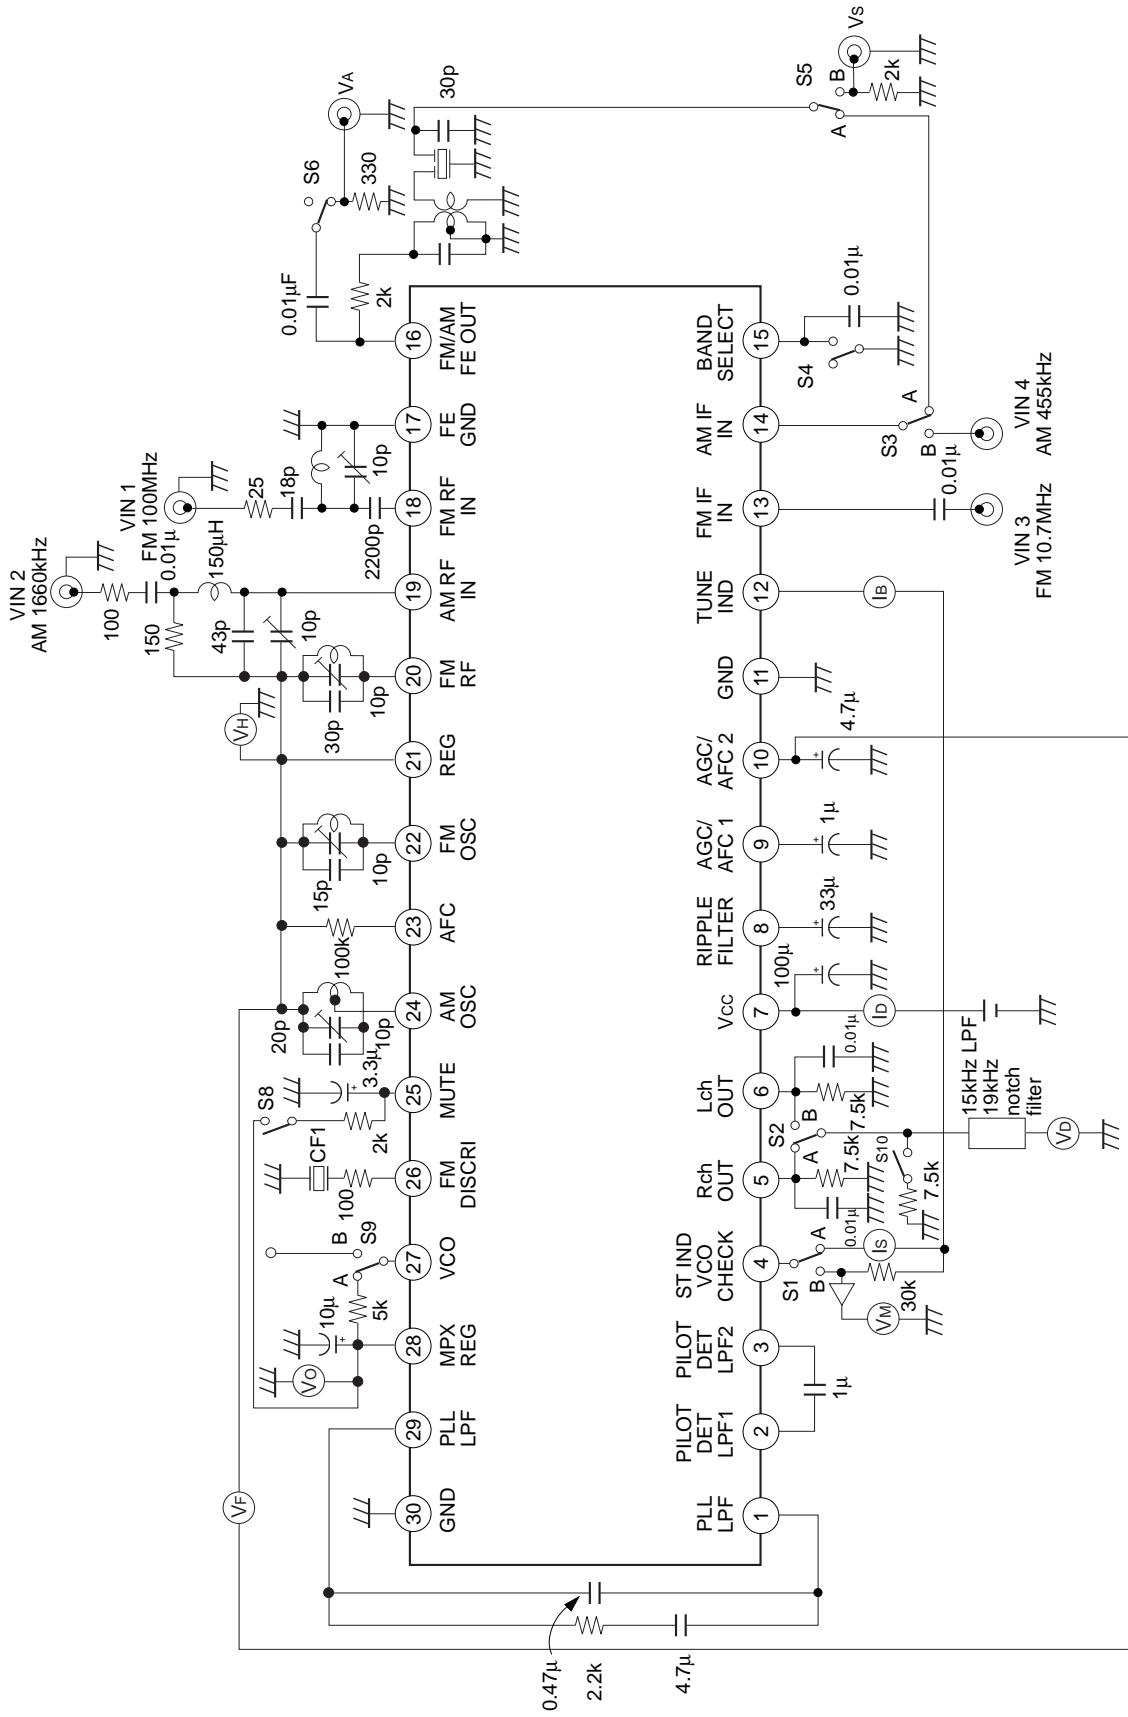 VIN 2
AM 1660kHz
VIN 1
FM 100MHz
100
0.01µ
150
150µH
43p
10p
25
18p
10p
2200p
0.01µF
2k
S6
VA
330
30p
VH
30p
10p
15p
10p
100k
20p
10p
3.3µ
S8
2k
CF1
100
B
S9
A
5k
10µ
VO
VF
30
GND
29
PLL
LPF
28
MPX
REG
27
VCO
26
FM
DISCRI
25
MUTE
24
AM
OSC
23
AFC
22
FM
OSC
21
REG
20
FM
RF
19
AM RF
IN
18
FM RF
IN
17
FE
GND
16
FM/AM
FE OUT
PLL
LPF
1
PILOT
DET
LPF1
2
PILOT
DET
LPF2
3
ST IND
VCO
CHECK
4
Rch
OUT
5
Lch
OUT
6
VCC
7
RIPPLE
FILTER
8
AGC/
AFC 1
9
AGC/
AFC 2
10
GND
11
TUNE
IND
12
FM IF
IN
13
AM IF
IN
14
BAND
SELECT
15
0.47µ
2.2k
4.7µ
1µ
S1
A
B
VM
30k
IS
0.01µ
7.5k
S2
A
B
7.5k
0.01µ
S10
7.5k
15kHz LPF
19kHz
notch
filter
VD
ID
100µ
33µ
1µ
4.7µ
IB
0.01µ
VIN 3
FM 10.7MHz
S3
A
B
VIN 4
AM 455kHz
S4
0.01µ
S5
A
B
2k
VS